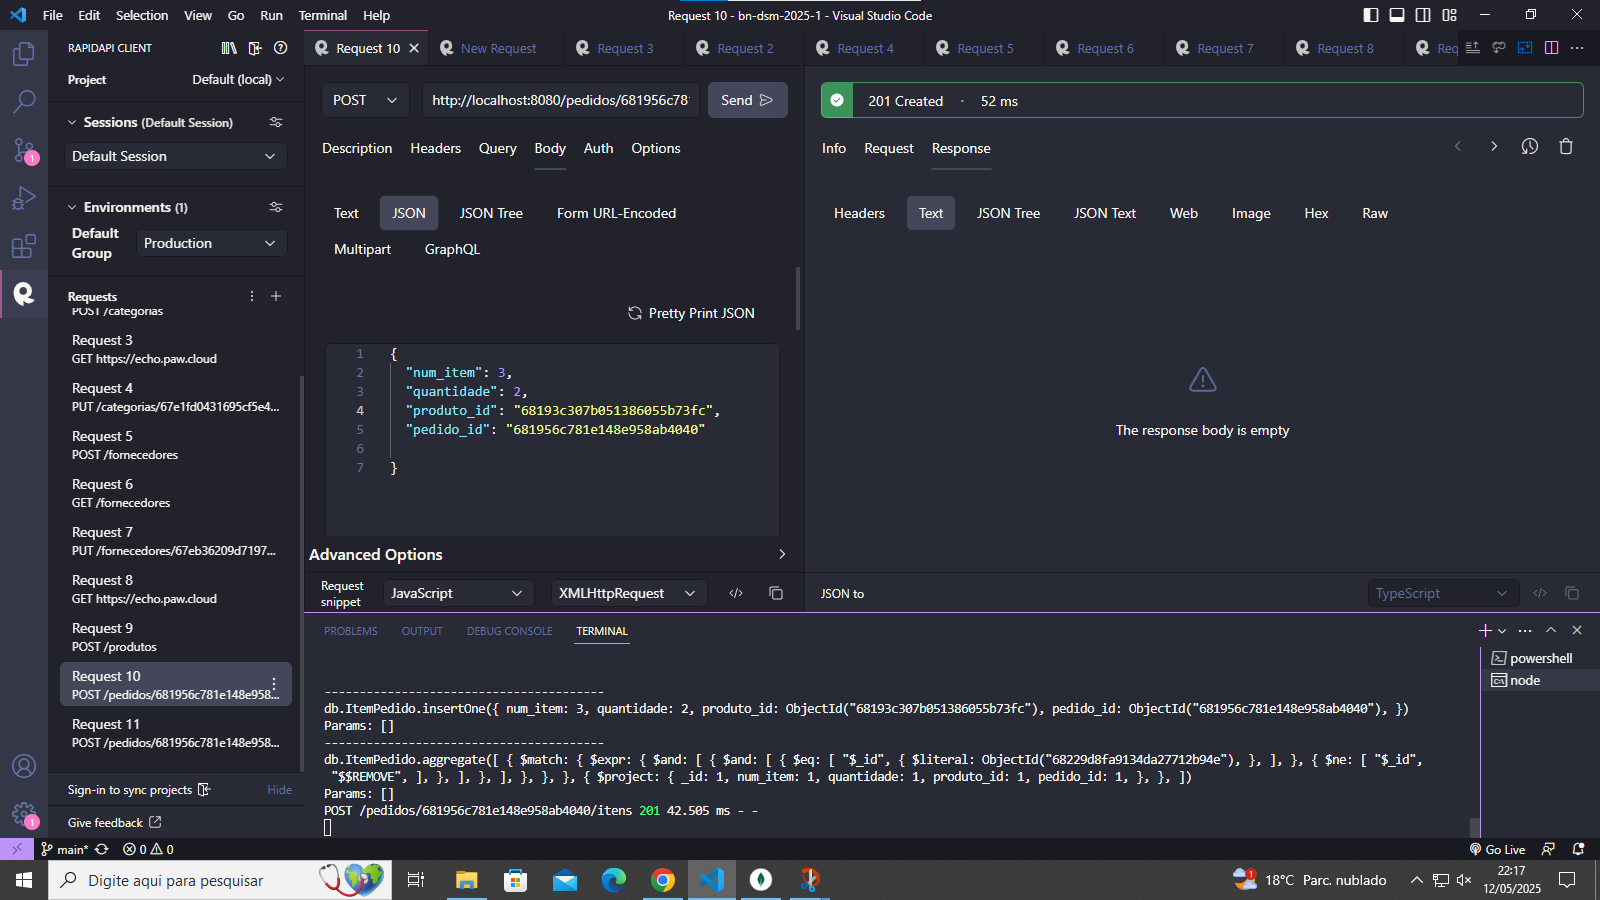 File Edit Selection View Go Run Terminal Help
Request 10 - bn-dsm-2025-1 - Visual Studio Code
RAPIDAPI CLIENT
Project Default (local)
Sessions (Default Session)
Default Session
Environments (1)
Default Group Production
Requests
POST /categorias
Request 3
GET https://echo.paw.cloud
Request 4
PUT /categorias/67e1fd0431695cf5e4...
Request 5
POST /fornecedores
Request 6
GET /fornecedores
Request 7
PUT /fornecedores/67eb36209d7197...
Request 8
GET https://echo.paw.cloud
Request 9
POST /produtos
Request 10
POST /pedidos/681956c781e148e958...
Request 11
POST /pedidos/681956c781e148e958...
Sign-in to sync projects Hide
Give feedback
1
1
Request 10 New Request Request 3 Request 2 Request 4 Request 5 Request 6 Request 7 Request 8 Req
POST http://localhost:8080/pedidos/681956c78 Send
Description Headers Query Body Auth Options
Text JSON JSON Tree Form URL-Encoded
Multipart GraphQL
Pretty Print JSON
1 {
2 "num_item": 3,
3 "quantidade": 2,
4 "produto_id": "68193c307b051386055b73fc",
5 "pedido_id": "681956c781e148e958ab4040"
6
7 }
Advanced Options
Request snippet JavaScript XMLHttpRequest
201 Created - 52 ms
Info Request Response
Headers Text JSON Tree JSON Text Web Image Hex Raw
The response body is empty
JSON to TypeScript
PROBLEMS OUTPUT DEBUG CONSOLE TERMINAL
----------------------------------------
db.ItemPedido.insertOne({ num_item: 3, quantidade: 2, produto_id: ObjectId("68193c307b051386055b73fc"), pedido_id: ObjectId("681956c781e148e958ab4040"), })
Params: []
----------------------------------------
db.ItemPedido.aggregate([ { $match: { $expr: { $and: [ { $and: [ { $eq: [ "$_id", { $literal: ObjectId("68229d8fa9134da27712b94e"), }, ], }, { $ne: [ "$_id",
"$$REMOVE", ], }, ], }, ], }, }, }, { $project: { _id: 1, num_item: 1, quantidade: 1, produto_id: 1, pedido_id: 1, }, }, ])
Params: []
POST /pedidos/681956c781e148e958ab4040/itens 201 42.505 ms - -
powershell
node
main* 0 0 Go Live
Digite aqui para pesquisar
1 18°C Parc. nublado
22:17
12/05/2025